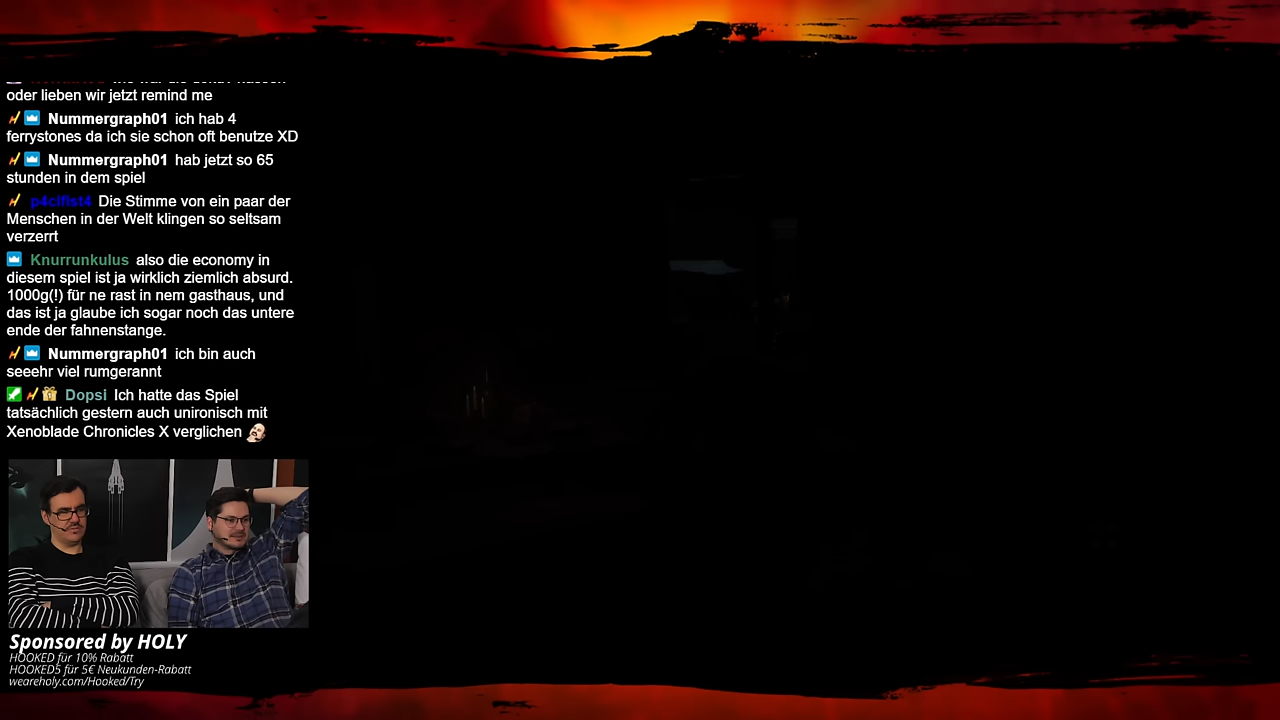 oder lieben wir jetzt remind me
Nummergraph01 ich hab 4
ferrystones da ich sie schon oft benutze XD
Nummergraph01 hab jetzt so 65
stunden in dem spiel
p4cifist4 Die Stimme von ein paar der
Menschen in der Welt klingen so seltsam
verzerrt
Knurrunkulus also die economy in
diesem spiel ist ja wirklich ziemlich absurd.
1000g(!) für ne rast in nem gasthaus, und
das ist ja glaube ich sogar noch das untere
ende der fahnenstange.
Nummergraph01 ich bin auch
seeehr viel rumgerannt
Dopsi Ich hatte das Spiel
tatsächlich gestern auch unironisch mit
Xenoblade Chronicles X verglichen
Sponsored by HOLY
HOOKED für 10% Rabatt
HOOKED5 für 5€ Neukunden-Rabatt
weareholy.com/Hooked/Try